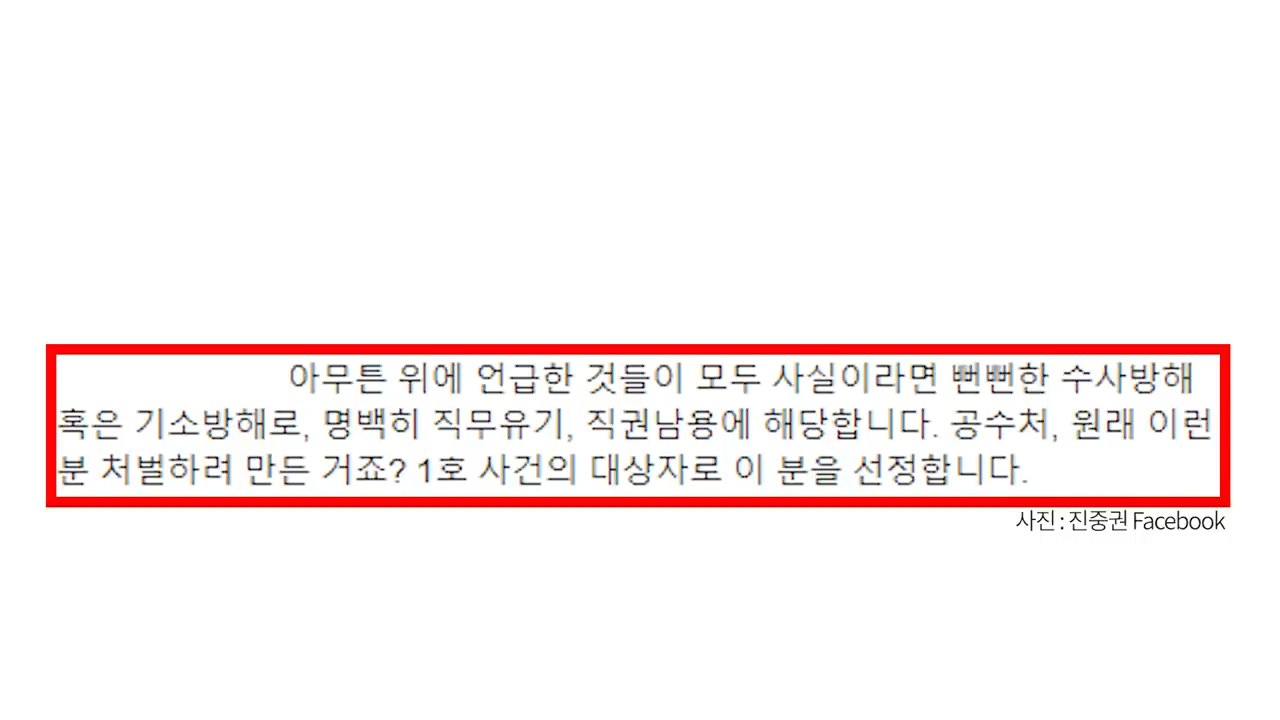 아무튼 위에 언급한 것들이 모두 사실이라면 뻔뻔한 수사방해
혹은 기소방해로, 명백히 직무유기, 직권남용에 해당합니다. 공수처, 원래 이런
분 처벌하려 만든 거죠? 1호 사건의 대상자로 이 분을 선정합니다.
사진 : 진중권 Facebook